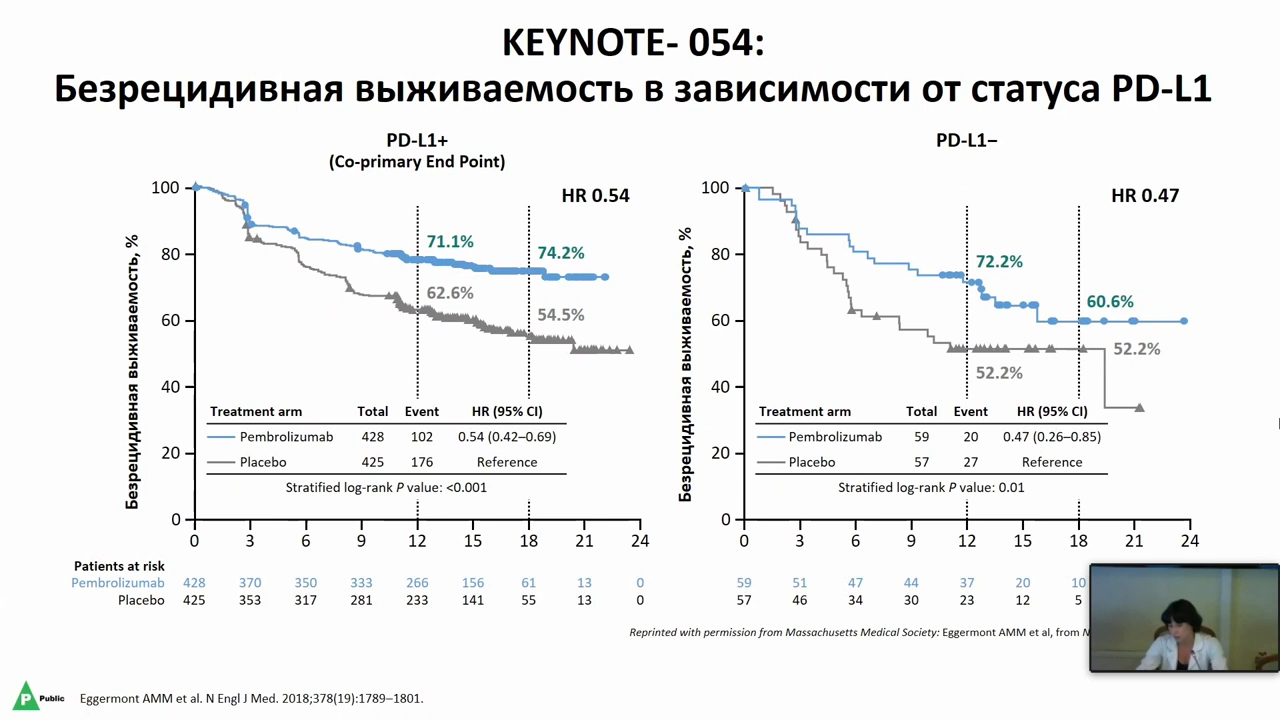 KEYNOTE- 054:
Безрецидивная выживаемость в зависимости от статуса PD-L1
PD-L1+
(Co-primary End Point)
HR 0.54
Безрецидивная выживаемость, %
100
80
60
40
20
0
71.1%
74.2%
62.6%
54.5%
Treatment arm Total Event HR (95% CI)
Pembrolizumab 428 102 0.54 (0.42–0.69)
Placebo 425 176 Reference
Stratified log-rank P value: <0.001
0 3 6 9 12 15 18 21 24
PD-L1–
HR 0.47
Безрецидивная выживаемость, %
100
80
60
40
20
0
72.2%
60.6%
52.2%
52.2%
Treatment arm Total Event HR (95% CI)
Pembrolizumab 59 20 0.47 (0.26–0.85)
Placebo 57 27 Reference
Stratified log-rank P value: 0.01
0 3 6 9 12 15 18 21 24
Patients at risk
Pembrolizumab 428 370 350 333 266 156 61 13 0
Placebo 425 353 317 281 233 141 55 13 0
59 51 47 44 37 20 10
57 46 34 30 23 12 5
Reprinted with permission from Massachusetts Medical Society: Eggermont AMM et al, from
P Public
Eggermont AMM et al. N Engl J Med. 2018;378(19):1789–1801.